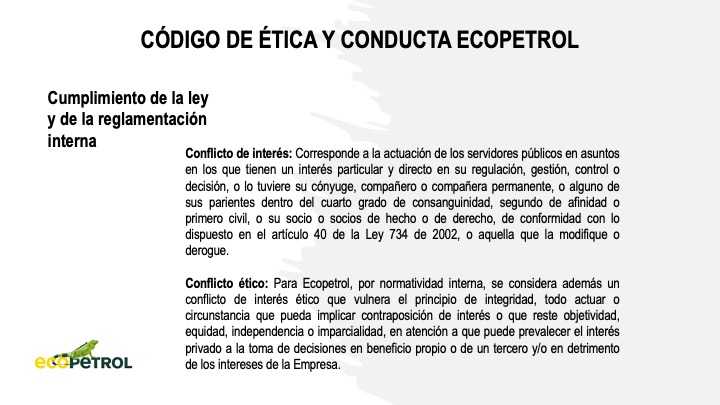 CÓDIGO DE ÉTICA Y CONDUCTA ECOPETROL
Cumplimiento de la ley
y de la reglamentación
interna
Conflicto de interés: Corresponde a la actuación de los servidores públicos en asuntos
en los que tienen un interés particular y directo en su regulación, gestión, control o
decisión, o lo tuviere su cónyuge, compañero o compañera permanente, o alguno de
sus parientes dentro del cuarto grado de consanguinidad, segundo de afinidad o
primero civil, o su socio o socios de hecho o de derecho, de conformidad con lo
dispuesto en el artículo 40 de la Ley 734 de 2002, o aquella que la modifique o
derogue.
Conflicto ético: Para Ecopetrol, por normatividad interna, se considera además un
conflicto de interés ético que vulnera el principio de integridad, todo actuar o
circunstancia que pueda implicar contraposición de interés o que reste objetividad,
equidad, independencia o imparcialidad, en atención a que puede prevalecer el interés
privado a la toma de decisiones en beneficio propio o de un tercero y/o en detrimento
de los intereses de la Empresa.
ecoPETROL